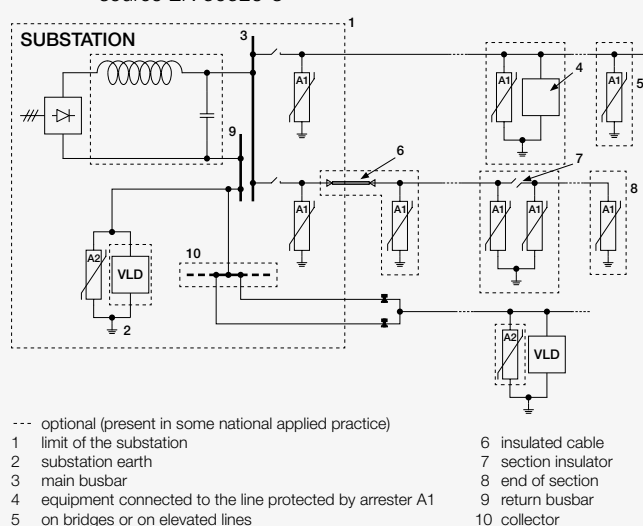 source EN 50526-3
SUBSTATION
3
1
A1
A1
4
A1
5
9
6
7
A1
A1
A1
A1
A1
8
10
A2
VLD
2
A2
VLD
--- optional (present in some national applied practice)
1 limit of the substation
2 substation earth
3 main busbar
4 equipment connected to the line protected by arrester A1
5 on bridges or on elevated lines
6 insulated cable
7 section insulator
8 end of section
9 return busbar
10 collector